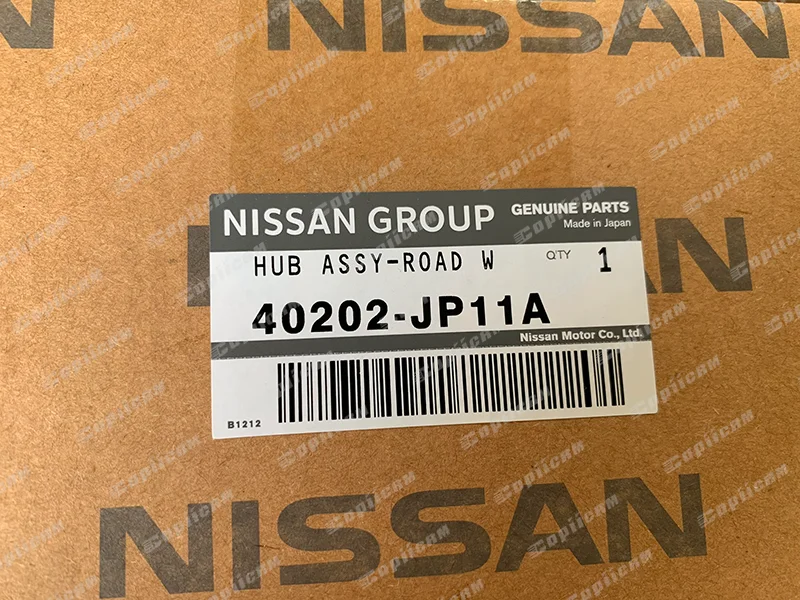 NISSAN
NISSAN GROUP
GENUINE PARTS
Made in Japan
HUB ASSY-ROAD W
QTY 1
40202-JP11A
Nissan Motor Co., Ltd.
B1212
NISSAN
Copiicam